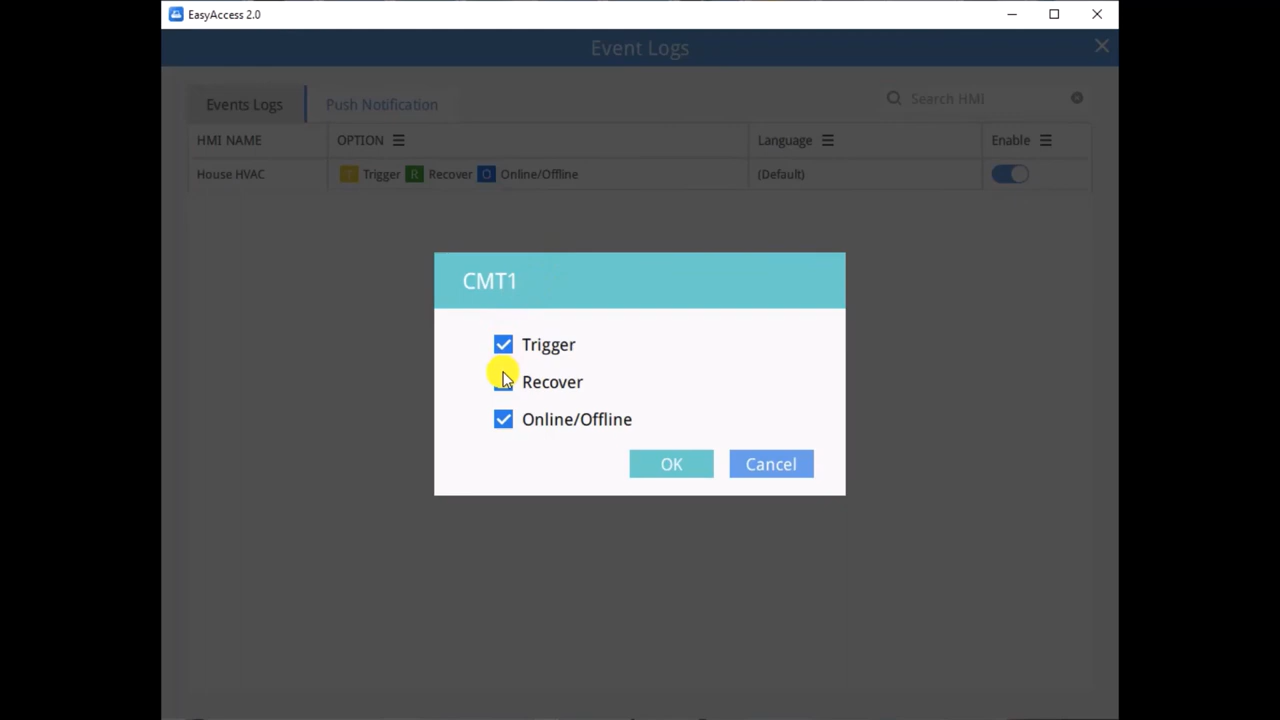 EasyAccess 2.0
Event Logs
Events Logs Push Notification Search HMI
HMI NAME OPTION Language Enable
House HVAC T Trigger R Recover O Online/Offline (Default)
CMT1
Trigger
Recover
Online/Offline
OK Cancel